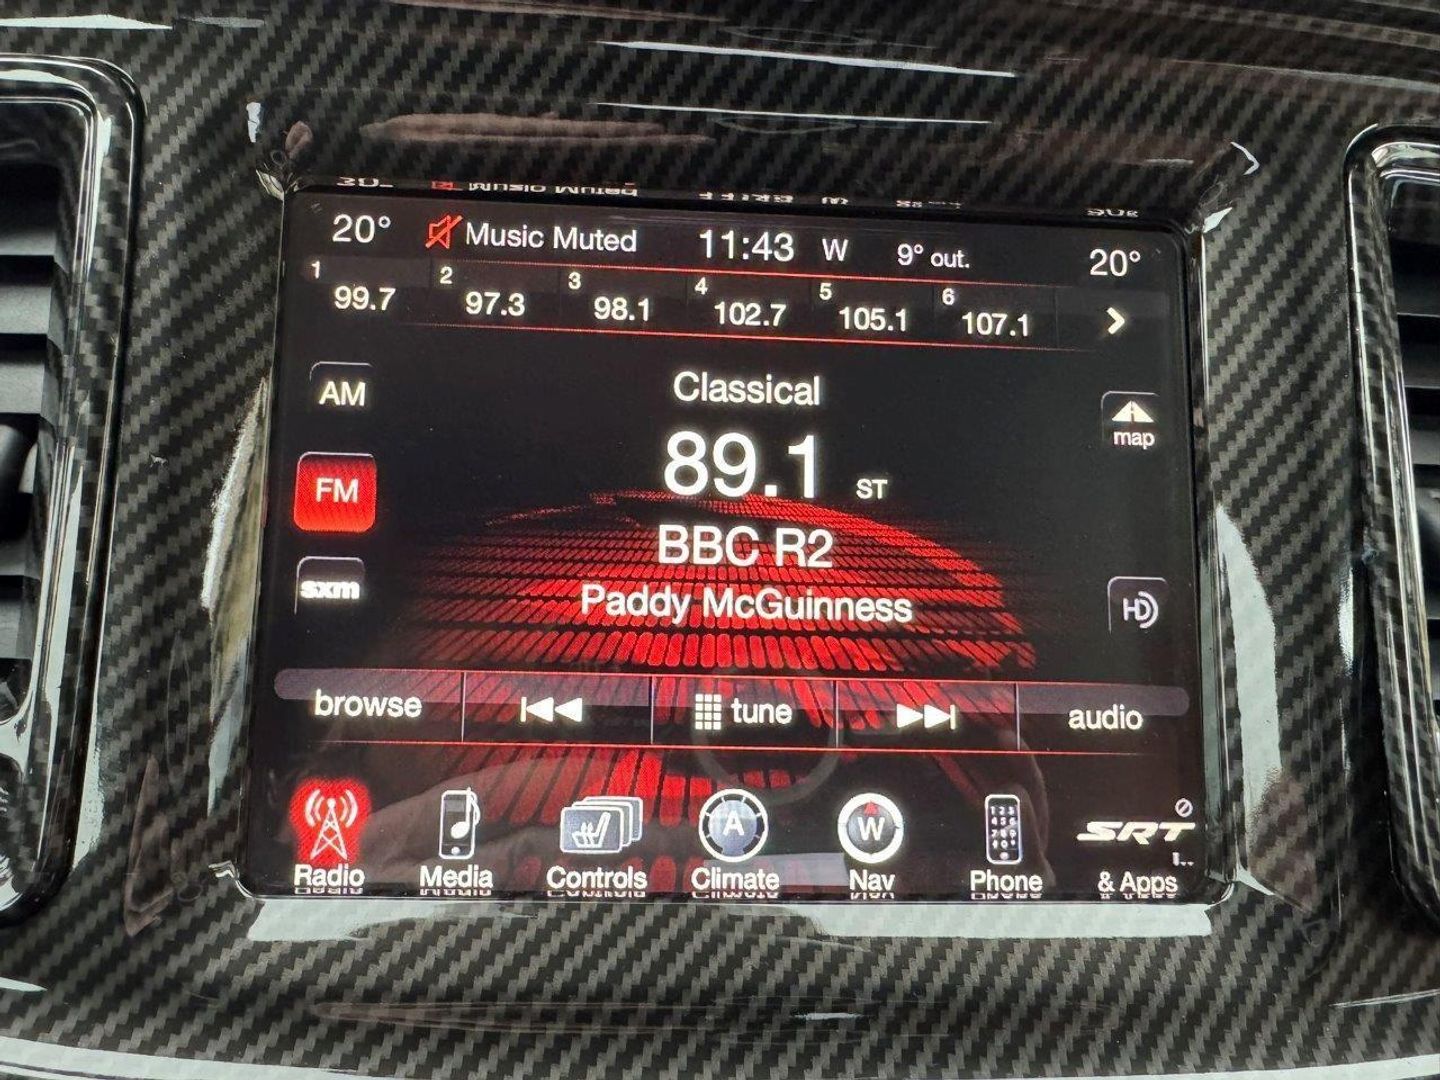 20° Music Muted 11:43 W 9° out. 20°
1 99.7 2 97.3 3 98.1 4 102.7 5 105.1 6 107.1
AM
Classical
map
FM
89.1 ST
BBC R2
sxm
Paddy McGuinness
HD
browse tune audio
A W SRT
Radio Media Controls Climate Nav Phone & Apps